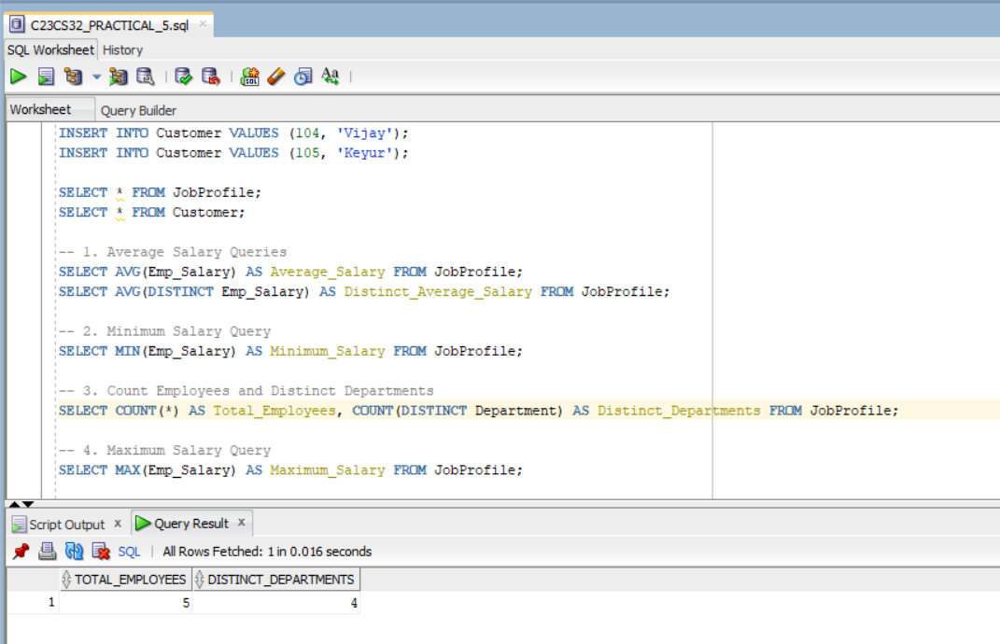 C23CS32_PRACTICAL_5.sql
SQL Worksheet History
Worksheet Query Builder
INSERT INTO Customer VALUES (104, 'Vijay');
INSERT INTO Customer VALUES (105, 'Keyur');
SELECT * FROM JobProfile;
SELECT * FROM Customer;
-- 1. Average Salary Queries
SELECT AVG(Emp_Salary) AS Average_Salary FROM JobProfile;
SELECT AVG(DISTINCT Emp_Salary) AS Distinct_Average_Salary FROM JobProfile;
-- 2. Minimum Salary Query
SELECT MIN(Emp_Salary) AS Minimum_Salary FROM JobProfile;
-- 3. Count Employees and Distinct Departments
SELECT COUNT(*) AS Total_Employees, COUNT(DISTINCT Department) AS Distinct_Departments FROM JobProfile;
-- 4. Maximum Salary Query
SELECT MAX(Emp_Salary) AS Maximum_Salary FROM JobProfile;
Script Output x Query Result x
SQL | All Rows Fetched: 1 in 0.016 seconds
TOTAL_EMPLOYEES DISTINCT_DEPARTMENTS
1 5 4